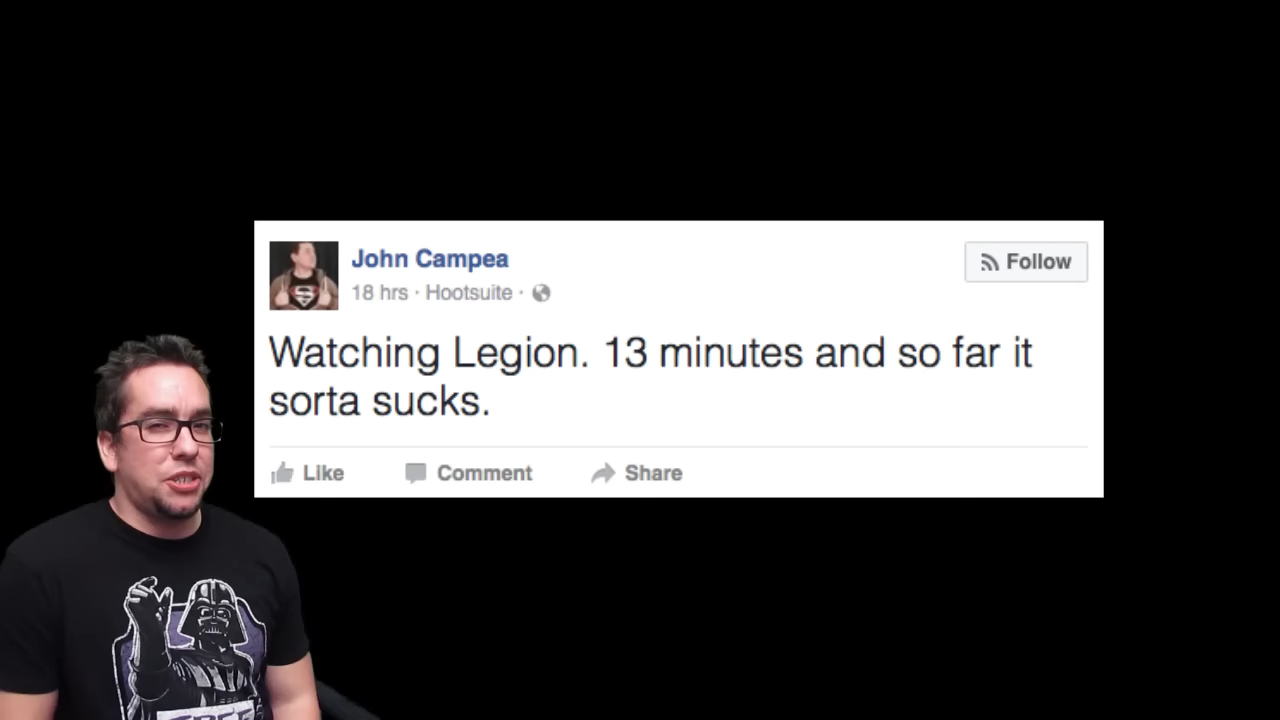 John Campea
18 hrs · Hootsuite ·
Follow
Watching Legion. 13 minutes and so far it
sorta sucks.
Like Comment Share